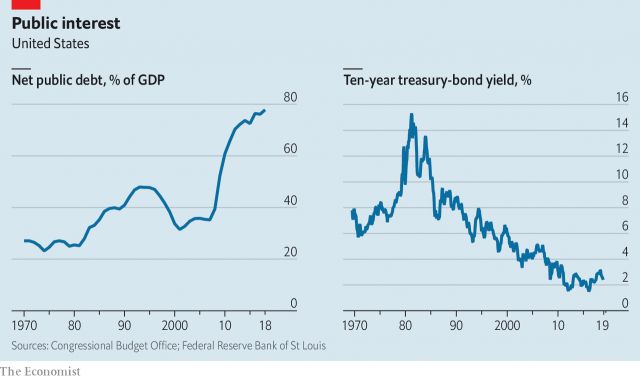 Public interest
United States
Net public debt, % of GDP
80
60
40
20
0
1970 80 90 2000 10 18
Ten-year treasury-bond yield, %
16
14
12
10
8
6
4
2
0
1970 80 90 2000 10 19
Sources: Congressional Budget Office; Federal Reserve Bank of St Louis
The Economist